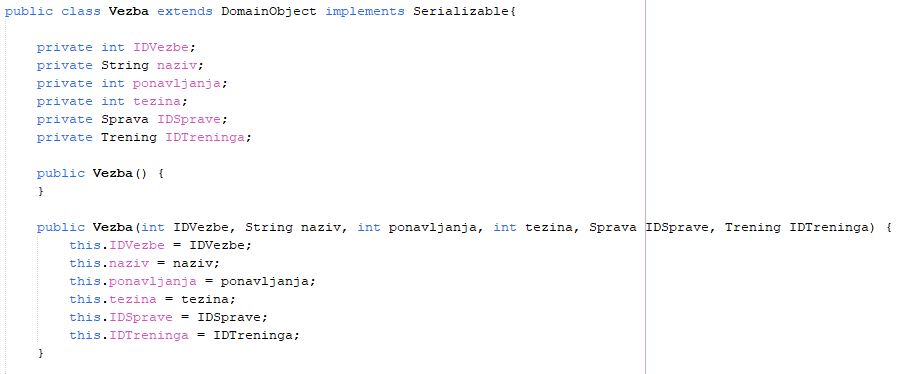 public class Vezba extends DomainObject implements Serializable{
private int IDVezbe;
private String naziv;
private int ponavljanja;
private int tezina;
private Sprava IDSprave;
private Trening IDTreninga;
public Vezba() {
}
public Vezba(int IDVezbe, String naziv, int ponavljanja, int tezina, Sprava IDSprave, Trening IDTreninga) {
this.IDVezbe = IDVezbe;
this.naziv = naziv;
this.ponavljanja = ponavljanja;
this.tezina = tezina;
this.IDSprave = IDSprave;
this.IDTreninga = IDTreninga;
}